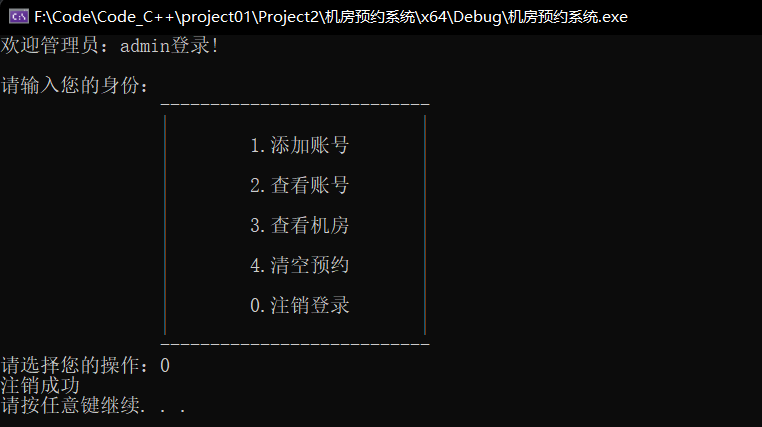 F:\Code\Code_C++\project01\Project2\机房预约系统\x64\Debug\机房预约系统.exe
欢迎管理员：admin登录!
请输入您的身份：
----------------------------
1.添加账号
2.查看账号
3.查看机房
4.清空预约
0.注销登录
----------------------------
请选择您的操作：0
注销成功
请按任意键继续. . .